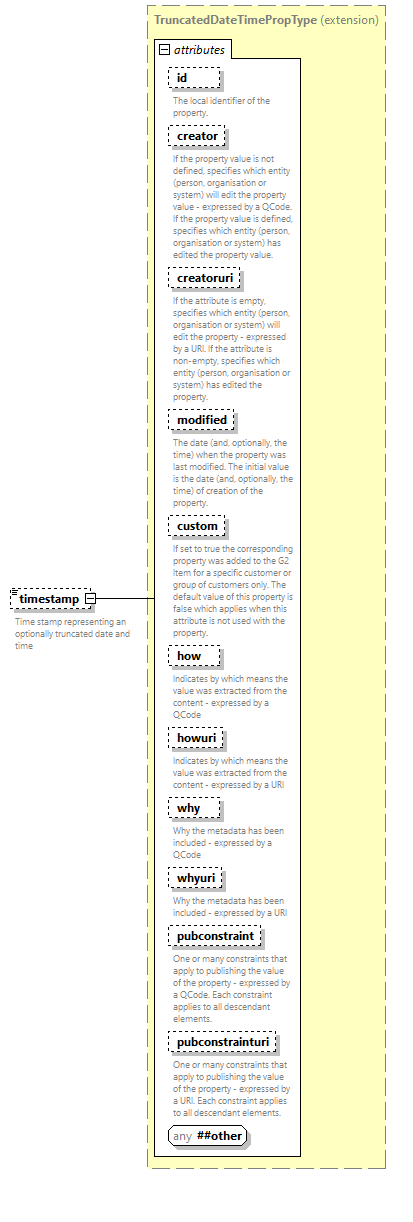 TruncatedDateTimePropType (extension)
attributes
id
The local identifier of the
property.
creator
If the property value is not
defined, specifies which entity
(person, organisation or
system) will edit the property
value - expressed by a QCode.
If the property value is defined,
specifies which entity (person,
organisation or system) has
edited the property value.
creatoruri
If the attribute is empty,
specifies which entity (person,
organisation or system) will
edit the property - expressed
by a URI. If the attribute is
non-empty, specifies which
entity (person, organisation or
system) has edited the
property.
modified
The date (and, optionally, the
time) when the property was
last modified. The initial value
is the date (and, optionally, the
time) of creation of the
property.
custom
If set to true the corresponding
property was added to the G2
Item for a specific customer or
group of customers only. The
default value of this property is
false which applies when this
attribute is not used with the
property.
timestamp
Time stamp representing an
optionally truncated date and
time
how
Indicates by which means the
value was extracted from the
content - expressed by a
QCode
howuri
Indicates by which means the
value was extracted from the
content - expressed by a URI
why
Why the metadata has been
included - expressed by a
QCode
whyuri
Why the metadata has been
included - expressed by a URI
pubconstraint
One or many constraints that
apply to publishing the value
of the property - expressed by
a QCode. Each constraint
applies to all descendant
elements.
pubconstrainturi
One or many constraints that
apply to publishing the value
of the property - expressed by
a URI. Each constraint applies
to all descendant elements.
any ##other